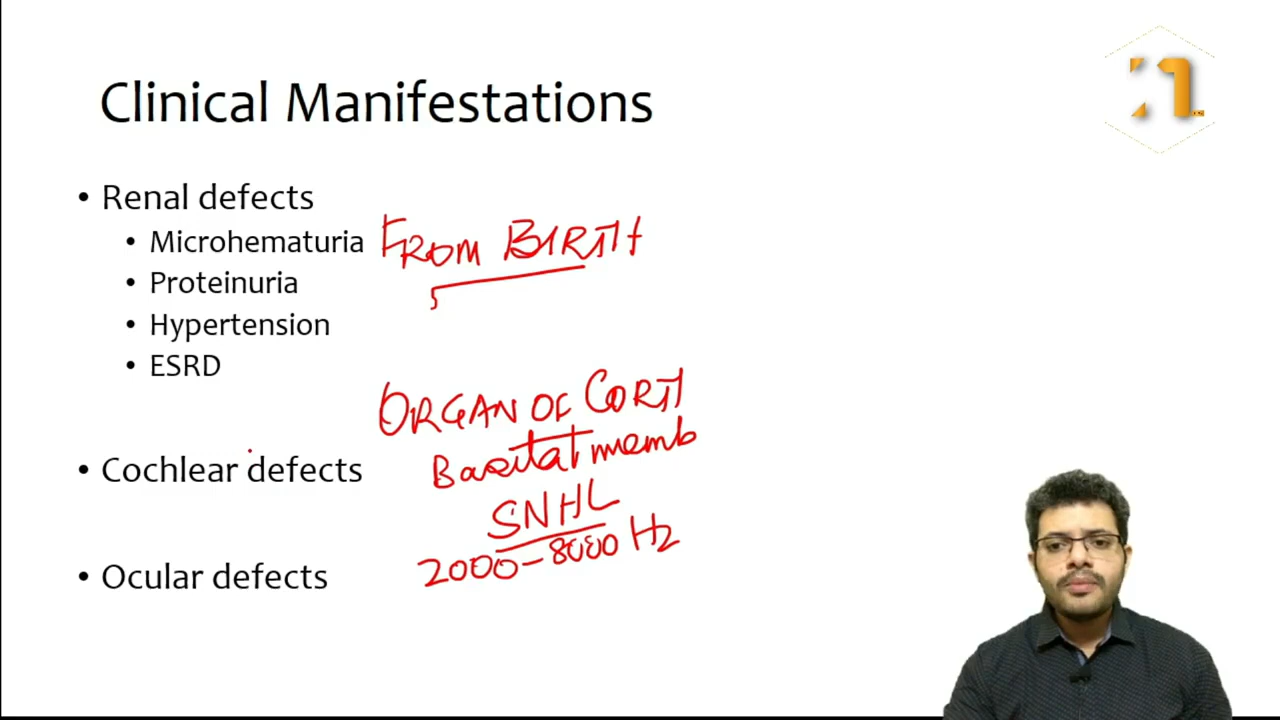 Clinical Manifestations
• Renal defects
• Microhematuria FROM BIRTH
• Proteinuria
• Hypertension
• ESRD
ORGAN OF CORTI
• Cochlear defects memb
SNHL
2000-8000 Hz
• Ocular defects